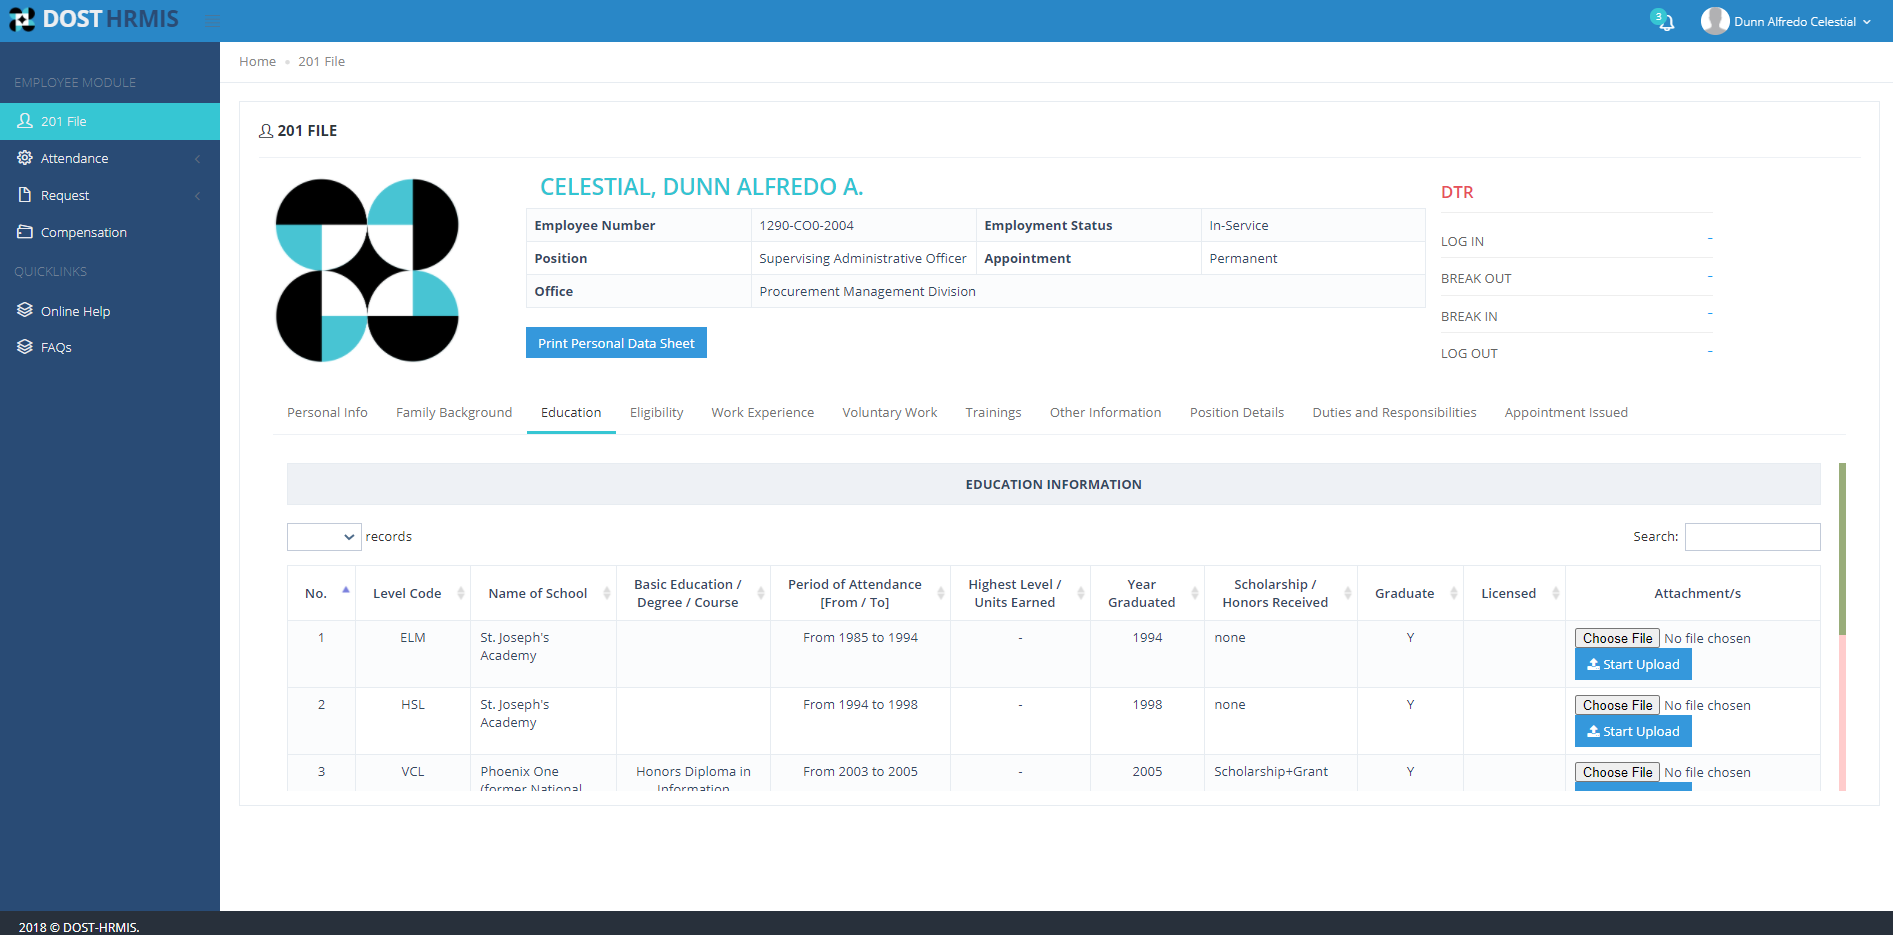 DOST HRMIS
3
Dunn Alfredo Celestial
Home • 201 File
EMPLOYEE MODULE
201 File
Attendance
Request
Compensation
QUICKLINKS
Online Help
FAQs
201 FILE
CELESTIAL, DUNN ALFREDO A.
Employee Number 1290-CO0-2004 Employment Status In-Service
Position Supervising Administrative Officer Appointment Permanent
Office Procurement Management Division
Print Personal Data Sheet
DTR
LOG IN -
BREAK OUT -
BREAK IN -
LOG OUT -
Personal Info Family Background Education Eligibility Work Experience Voluntary Work Trainings Other Information Position Details Duties and Responsibilities Appointment Issued
EDUCATION INFORMATION
records Search:
No. Level Code Name of School Basic Education / Degree / Course Period of Attendance [From / To] Highest Level / Units Earned Year Graduated Scholarship / Honors Received Graduate Licensed Attachment/s
1 ELM St. Joseph's Academy From 1985 to 1994 - 1994 none Y Choose File No file chosen
Start Upload
2 HSL St. Joseph's Academy From 1994 to 1998 - 1998 none Y Choose File No file chosen
Start Upload
3 VCL Phoenix One (former National Honors Diploma in Information From 2003 to 2005 - 2005 Scholarship+Grant Y Choose File No file chosen
2018 © DOST-HRMIS.